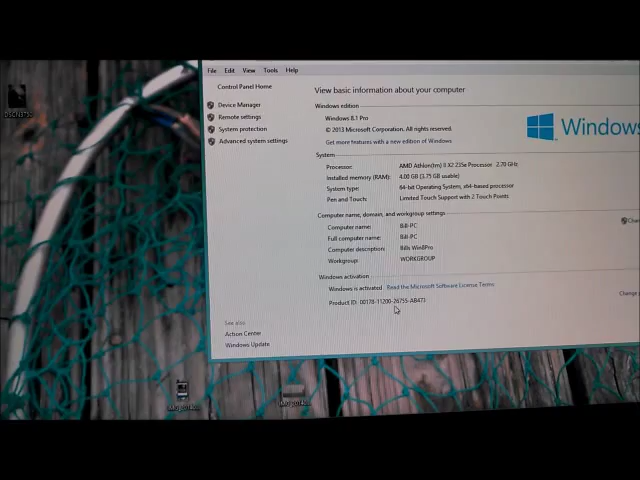 File Edit View Tools Help
Control Panel Home
Device Manager
Remote settings
System protection
Advanced system settings
See also
Action Center
Windows Update
View basic information about your computer
Windows edition
Windows 8.1 Pro
© 2013 Microsoft Corporation. All rights reserved.
Get more features with a new edition of Windows
Windows
System
Processor: AMD Athlon(tm) II X2 235e Processor 2.70 GHz
Installed memory (RAM): 4.00 GB (3.75 GB usable)
System type: 64-bit Operating System, x64-based processor
Pen and Touch: Limited Touch Support with 2 Touch Points
Computer name, domain, and workgroup settings
Computer name: Bill-PC
Full computer name: Bill-PC
Computer description: Bills Win8Pro
Workgroup: WORKGROUP
Windows activation
Windows is activated Read the Microsoft Software License Terms
Product ID: 00178-11200-26755-AB473
Change p